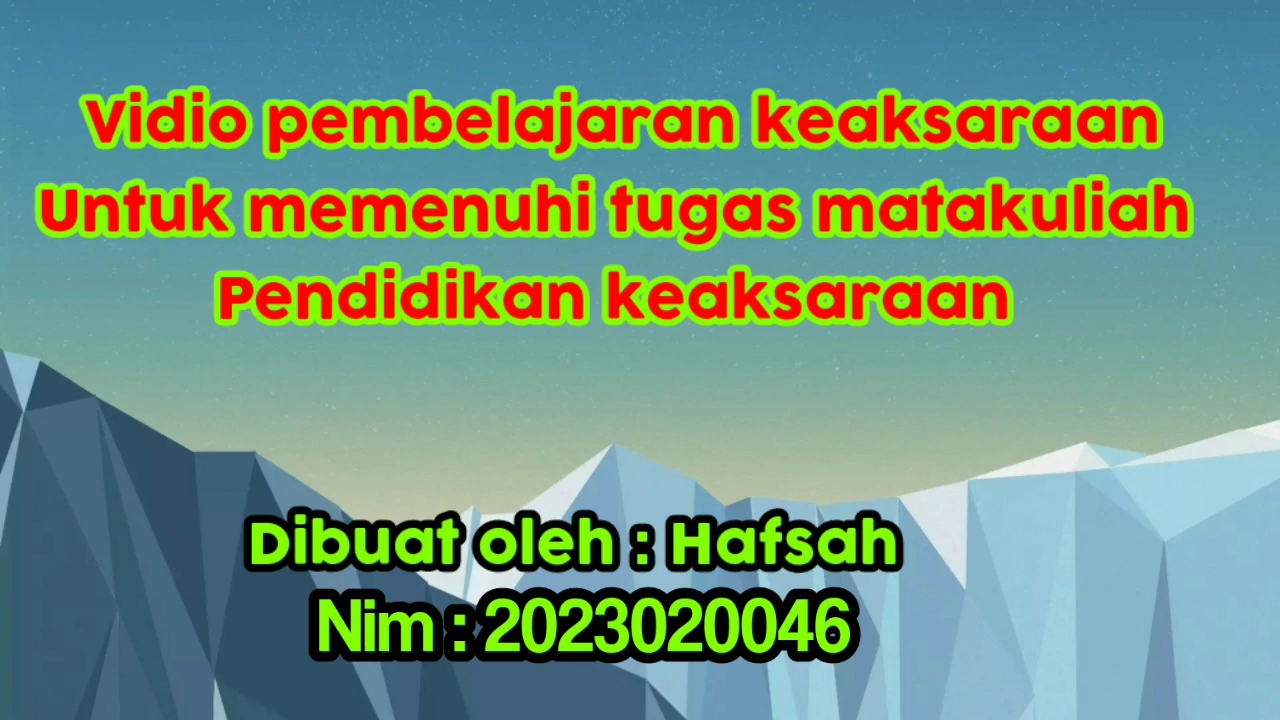 Vidio pembelajaran keaksaraan
Untuk memenuhi tugas matakuliah
Pendidikan keaksaraan
Dibuat oleh : Hafsah
Nim : 2023020046